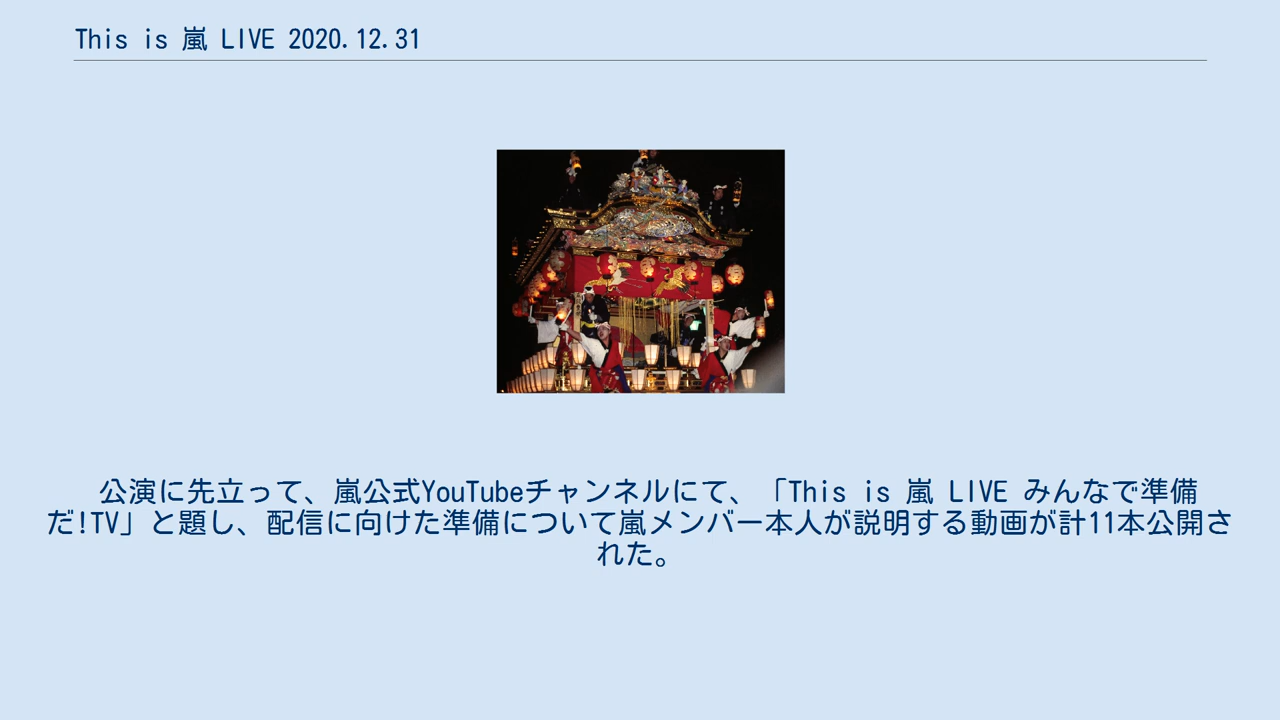 This is 嵐 LIVE 2020.12.31
公演に先立って、嵐公式YouTubeチャンネルにて、「This is 嵐 LIVE みんなで準備
だ!TV」と題し、配信に向けた準備について嵐メンバー本人が説明する動画が計11本公開さ
れた。